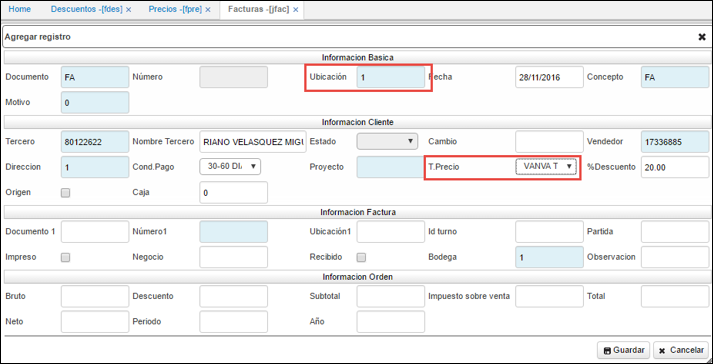 Home Descuentos -[fdes] × Precios -[fpre] × Facturas -[jfac] ×
Agregar registro ✖
Informacion Basica
Documento FA Número Ubicación 1 Fecha 28/11/2016 Concepto FA
Motivo 0
Informacion Cliente
Tercero 80122622 Nombre Tercero RIAÑO VELASQUEZ MIGU Estado Cambio Vendedor 17336885
Direccion 1 Cond.Pago 30-60 DI Proyecto T.Precio VANVA T %Descuento 20.00
Origen Caja 0
Informacion Factura
Documento 1 Número1 Ubicación1 Id turno Partida
Impreso Negocio Recibido Bodega 1 Observacion
Informacion Orden
Bruto Descuento Subtotal Impuesto sobre venta Total
Neto Periodo Año
Guardar Cancelar